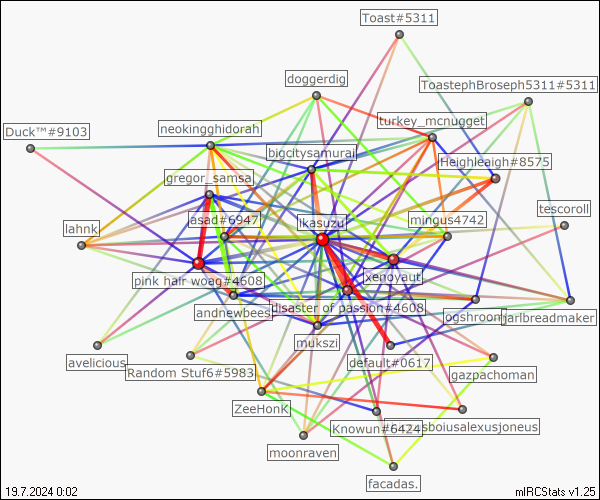 Toast#5311
doggerdig
ToastephBroseph5311#5311
turkey_mcnugget
Duck™#9103
neokingghidorah
bigcitysamurai
Heighleaigh#8575
gregor_samsa
tescoroll
asad#6947
ikasuzu
mingus4742
lahnk
xenovaut
pink hair woag#4608
andnewbees
disaster of passion#4608
ogshroom
jarlbreadmaker
mukszi
avelicious
Random Stuf6#5983
default#0617
gazpachoman
ZeeHonK
Knowun#6424
sboiusalexusjoneus
moonraven
facadas.
19.7.2024 0:02
mIRCStats v1.25